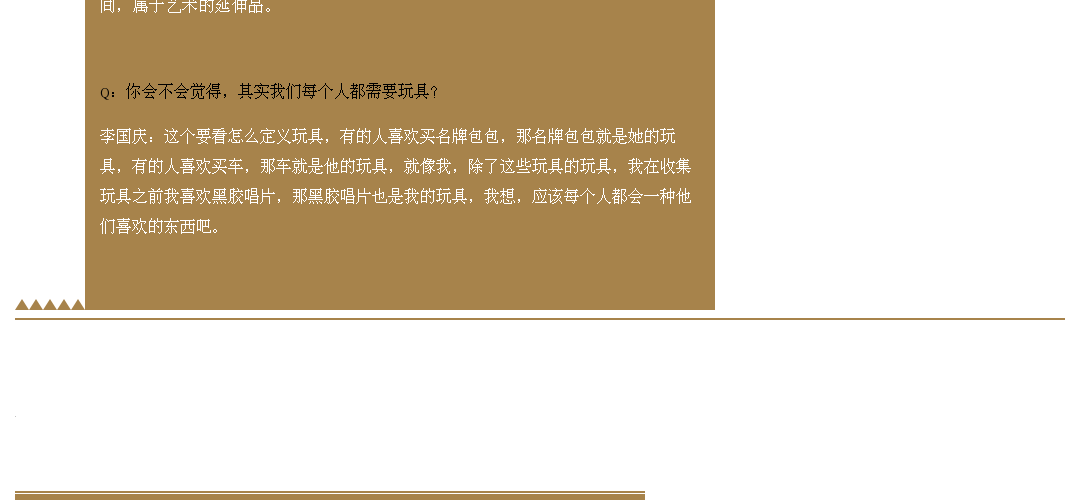 间，属于艺术的延伸品。
Q：你会不会觉得，其实我们每个人都需要玩具？
李国庆：这个要看怎么定义玩具，有的人喜欢买名牌包包，那名牌包包就是她的玩
具，有的人喜欢买车，那车就是他的玩具，就像我，除了这些玩具的玩具，我在收集
玩具之前我喜欢黑胶唱片，那黑胶唱片也是我的玩具，我想，应该每个人都会一种他
们喜欢的东西吧。